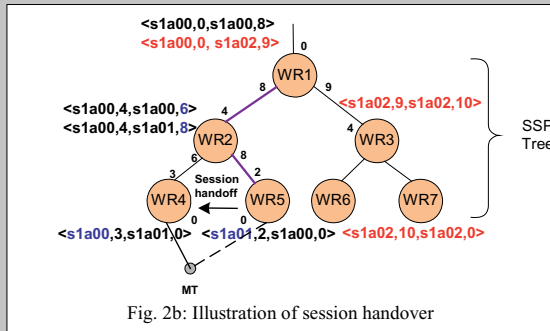 <s1a00,0,s1a00,8>
<s1a00,0, s1a02,9>
0
WR1
8
9
<s1a02,9,s1a02,10>
<s1a00,4,s1a00,6>
<s1a00,4,s1a01,8>
4
4
WR2
WR3
SSP
Tree
6
8
3
Session
handoff
2
WR4
WR5
WR6
WR7
0
0
<s1a00,3,s1a01,0>
<s1a01,2,s1a00,0>
<s1a02,10,s1a02,0>
MT
Fig. 2b: Illustration of session handover